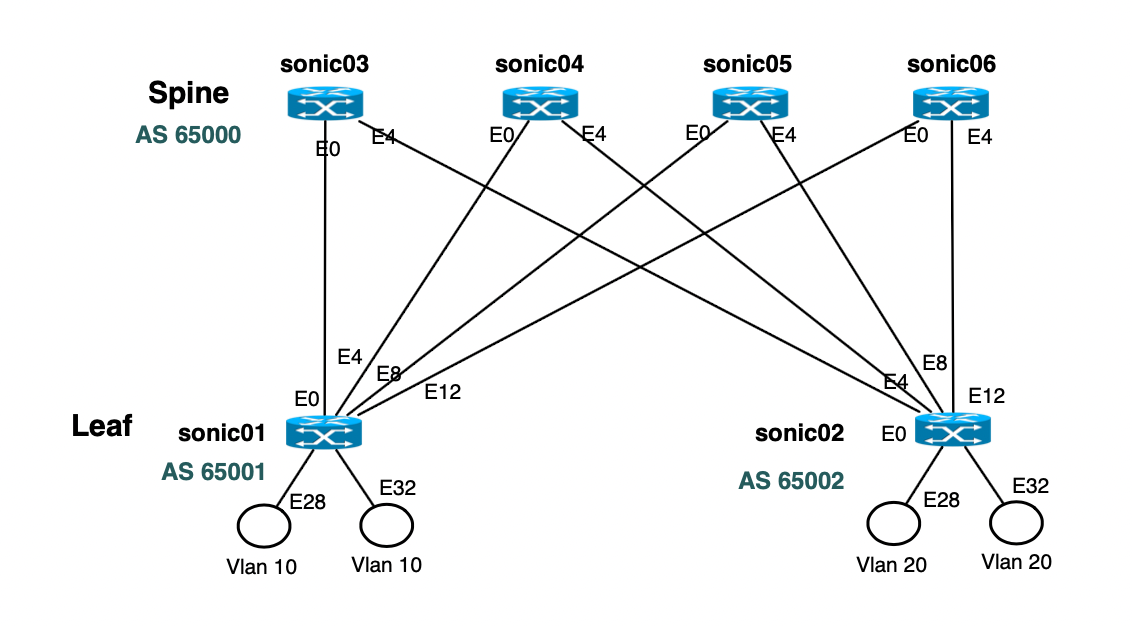 sonic03
sonic04
sonic05
sonic06
Spine
AS 65000
E0
E4
E0
E4
E0
E4
E0
E4
E4
E8
E12
E0
E8
E4
E12
E0
Leaf
sonic01
AS 65001
sonic02
AS 65002
E28
E32
E28
E32
Vlan 10
Vlan 10
Vlan 20
Vlan 20